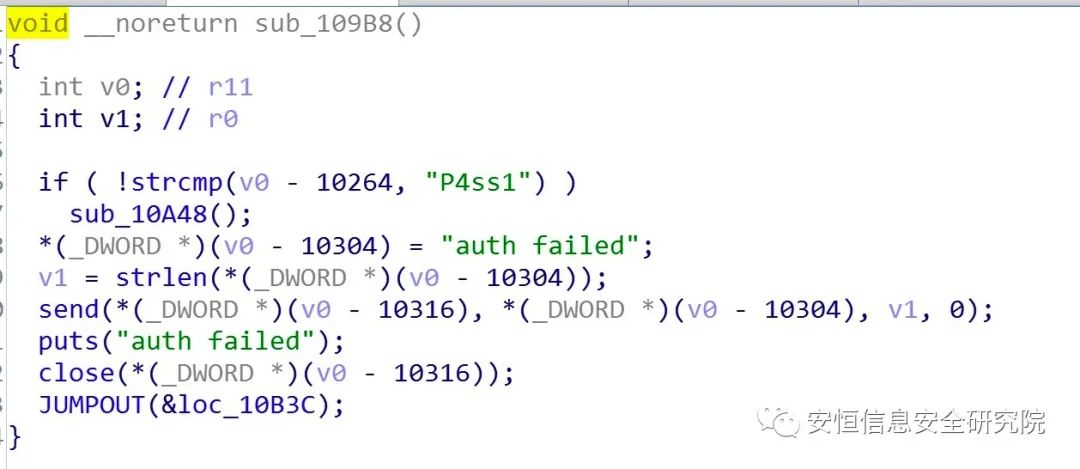 void __noreturn sub_109B8()
{
int v0; // r11
int v1; // r0
if ( !strcmp(v0 - 10264, "P4ss1") )
sub_10A48();
*(_DWORD *)(v0 - 10304) = "auth failed";
v1 = strlen(*(_DWORD *)(v0 - 10304));
send(*(_DWORD *)(v0 - 10316), *(_DWORD *)(v0 - 10304), v1, 0);
puts("auth failed");
close(*(_DWORD *)(v0 - 10316));
JUMPOUT(&loc_10B3C);
}
安恒信息安全研究院